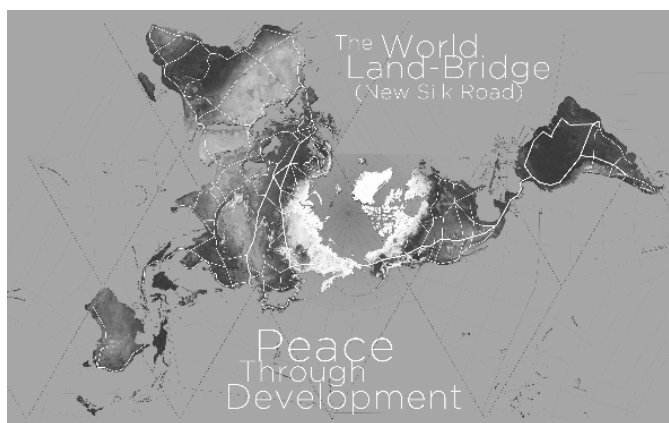 The World
Land-Bridge
(New Silk Road)
Peace
Through
Development